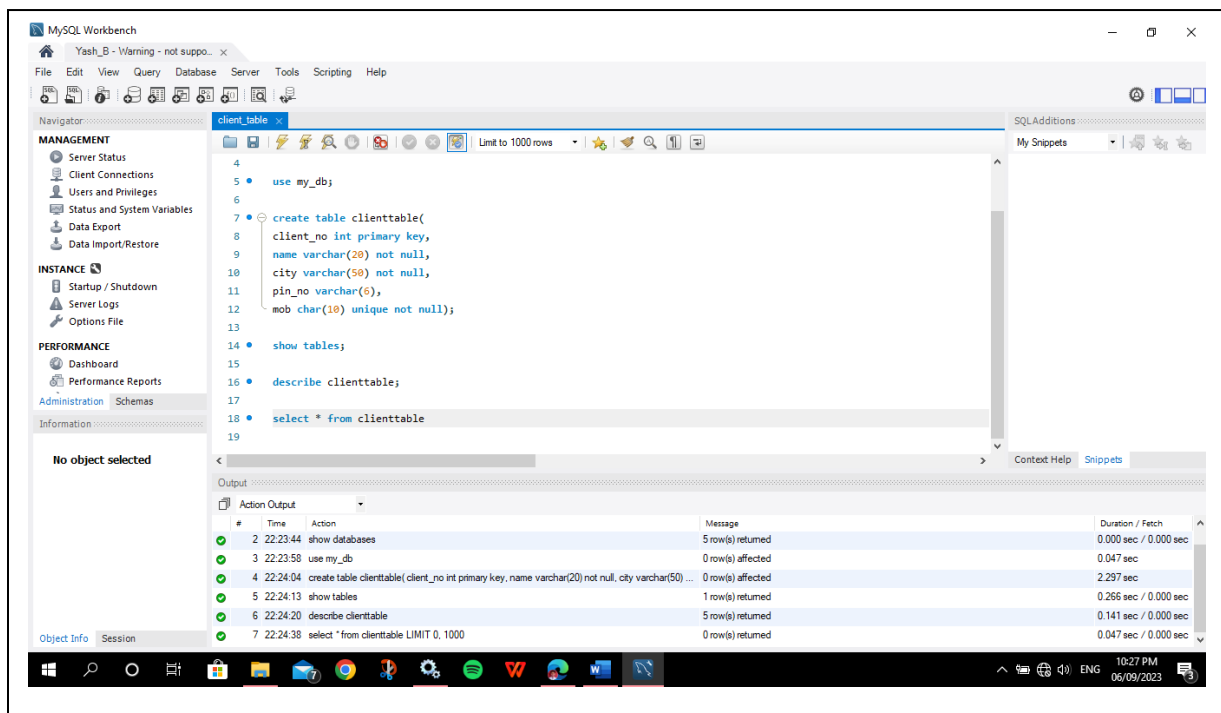 MySQL Workbench
Yash_B - Warning - not suppo...
File Edit View Query Database Server Tools Scripting Help
Navigator
client_table
SQLAdditions
MANAGEMENT
Server Status
Client Connections
Users and Privileges
Status and System Variables
Data Export
Data Import/Restore
INSTANCE
Startup / Shutdown
Server Logs
Options File
PERFORMANCE
Dashboard
Performance Reports
Administration Schemas
Information
No object selected
Limit to 1000 rows
4
5 use my_db;
6
7 create table clienttable(
8 client_no int primary key,
9 name varchar(20) not null,
10 city varchar(50) not null,
11 pin_no varchar(6),
12 mob char(10) unique not null);
13
14 show tables;
15
16 describe clienttable;
17
18 select * from clienttable
19
My Snippets
Context Help Snippets
Output
Action Output
# Time Action Message Duration / Fetch
2 22:23:44 show databases 5 row(s) returned 0.000 sec / 0.000 sec
3 22:23:58 use my_db 0 row(s) affected 0.047 sec
4 22:24:04 create table clienttable( client_no int primary key, name varchar(20) not null, city varchar(50) ... 0 row(s) affected 2.297 sec
5 22:24:13 show tables 1 row(s) returned 0.266 sec / 0.000 sec
6 22:24:20 describe clienttable 5 row(s) returned 0.141 sec / 0.000 sec
7 22:24:38 select * from clienttable LIMIT 0, 1000 0 row(s) returned 0.047 sec / 0.000 sec
Object Info Session
7
W
ENG
10:27 PM
06/09/2023
3